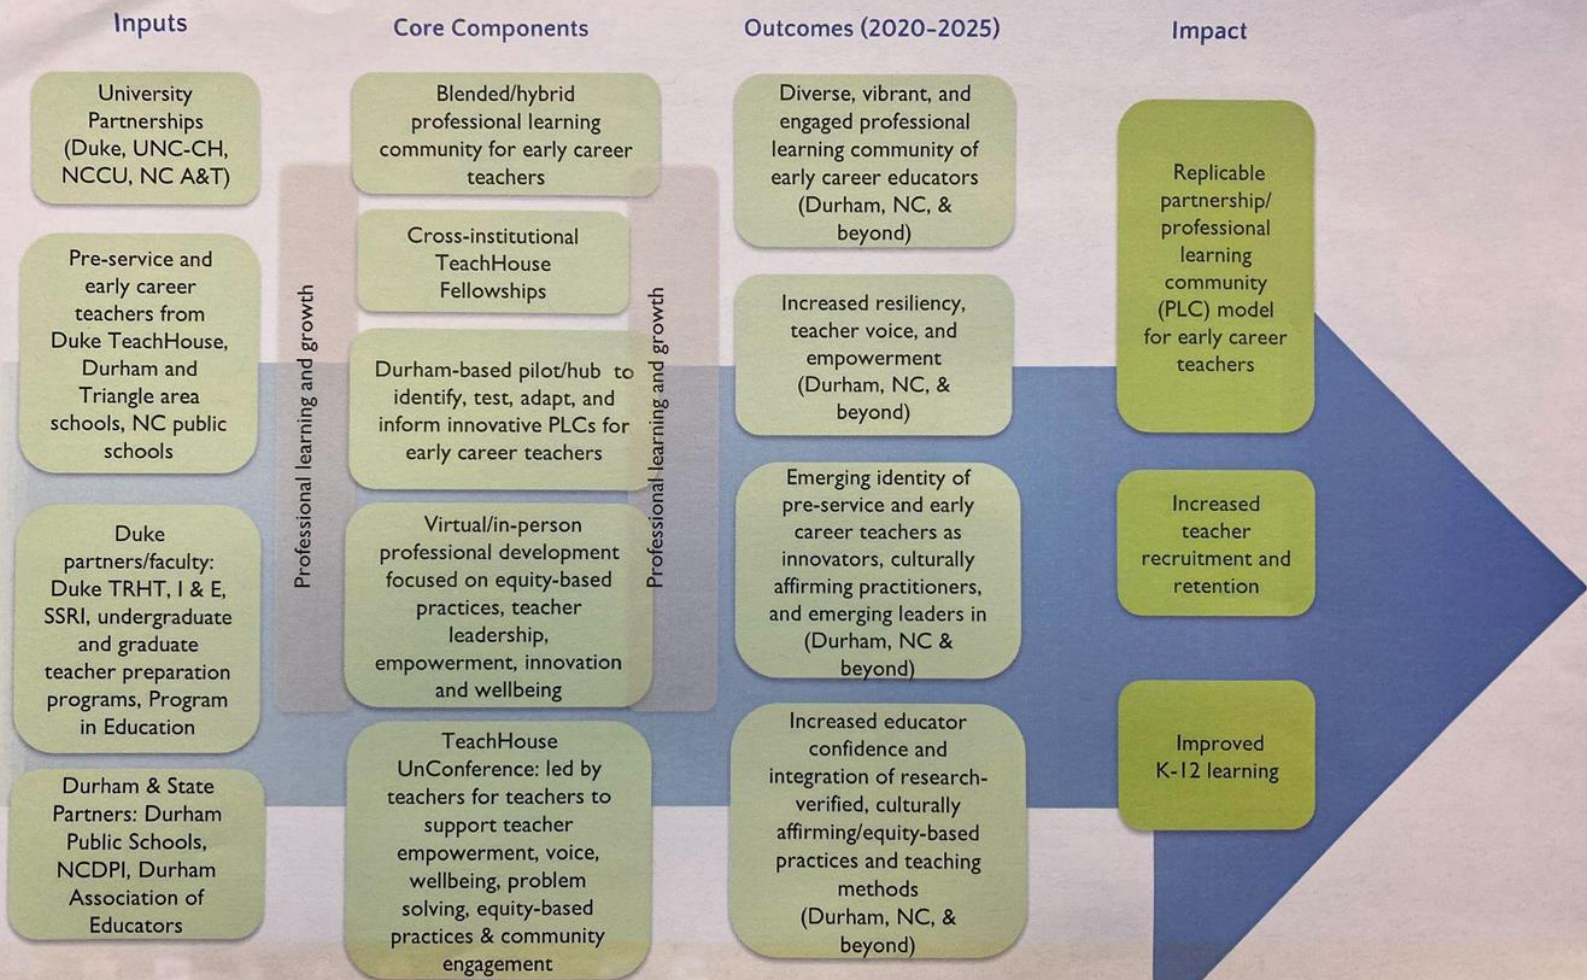 Inputs
University
Partnerships
(Duke, UNC-CH,
NCCU, NC A&T)
Pre-service and
early career
teachers from
Duke TeachHouse,
Durham and
Triangle area
schools, NC public
schools
Duke
partners/faculty:
Duke TRHT, I & E,
SSRI, undergraduate
and graduate
teacher preparation
programs, Program
in Education
Durham & State
Partners: Durham
Public Schools,
NCDPI, Durham
Association of
Educators
Professional learning and growth
Core Components
Blended/hybrid
professional learning
community for early career
teachers
Cross-institutional
TeachHouse
Fellowships
Durham-based pilot/hub to
identify, test, adapt, and
inform innovative PLCs for
early career teachers
Virtual/in-person
professional development
focused on equity-based
practices, teacher
leadership,
empowerment, innovation
and wellbeing
TeachHouse
UnConference: led by
teachers for teachers to
support teacher
empowerment, voice,
wellbeing, problem
solving, equity-based
practices & community
engagement
Professional learning and growth
Outcomes (2020-2025)
Diverse, vibrant, and
engaged professional
learning community of
early career educators
(Durham, NC, &
beyond)
Increased resiliency,
teacher voice, and
empowerment
(Durham, NC, &
beyond)
Emerging identity of
pre-service and early
career teachers as
innovators, culturally
affirming practitioners,
and emerging leaders in
(Durham, NC &
beyond)
Increased educator
confidence and
integration of research-
verified, culturally
affirming/equity-based
practices and teaching
methods
(Durham, NC, &
beyond)
Impact
Replicable
partnership/
professional
learning
community
(PLC) model
for early career
teachers
Increased
teacher
recruitment and
retention
Improved
K-12 learning